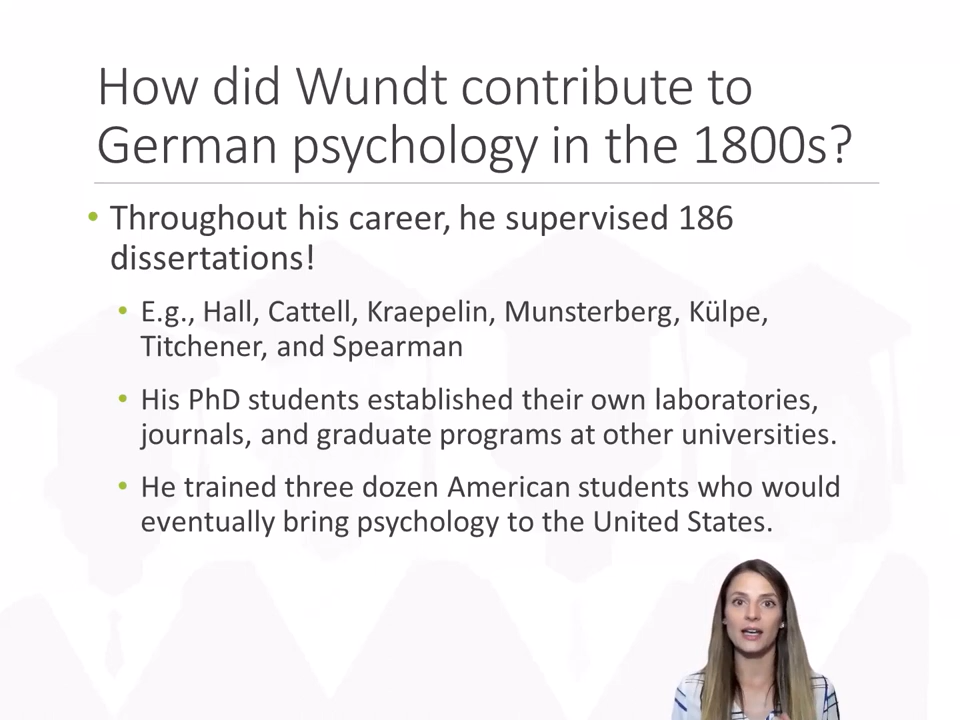 How did Wundt contribute to
German psychology in the 1800s?
• Throughout his career, he supervised 186
dissertations!
• E.g., Hall, Cattell, Kraepelin, Munsterberg, Külpe,
Titchener, and Spearman
• His PhD students established their own laboratories,
journals, and graduate programs at other universities.
• He trained three dozen American students who would
eventually bring psychology to the United States.